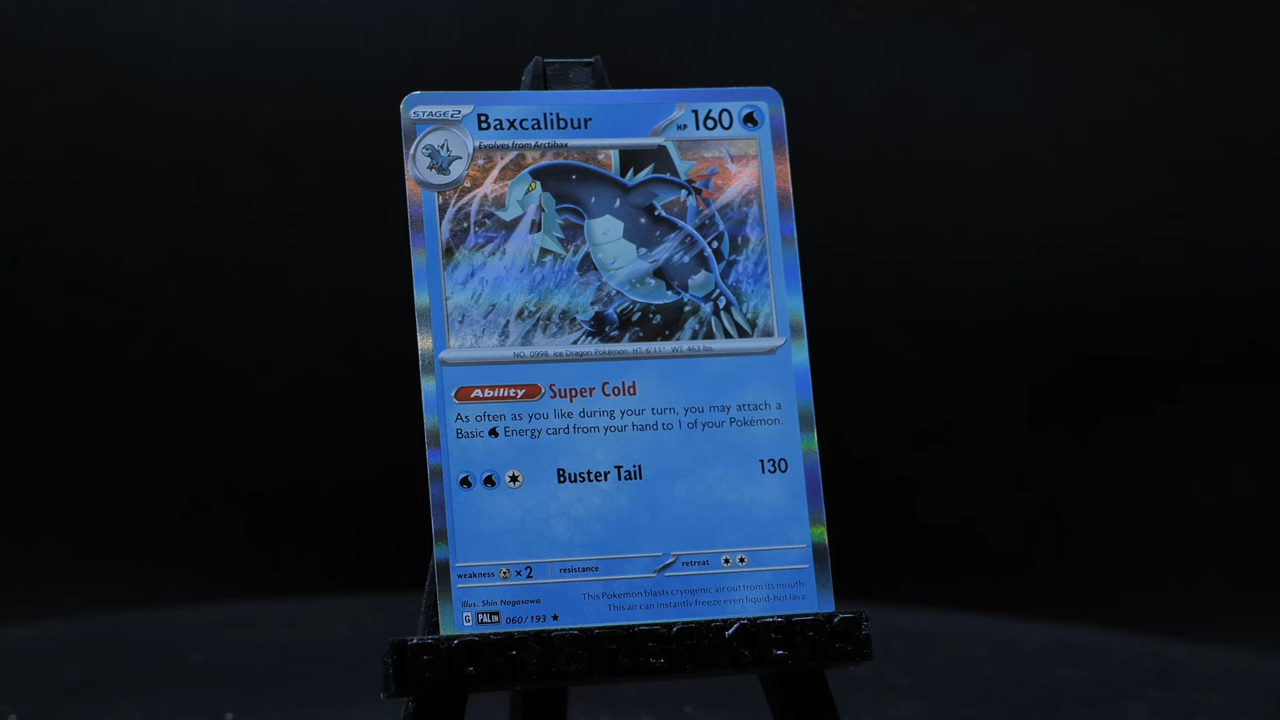 STAGE2
Baxcalibur
HP 160
Evolves from Arctibax
NO. 0998 Ice Dragon Pokémon HT: 6'11" WT: 463 lbs.
Ability Super Cold
As often as you like during your turn, you may attach a
Basic Energy card from your hand to 1 of your Pokémon.
Buster Tail 130
weakness ×2 resistance retreat
Illus. Shin Nagasawa
This Pokémon blasts cryogenic air out from its mouth.
This air can instantly freeze even liquid-hot lava.
G PAL EN 060/193